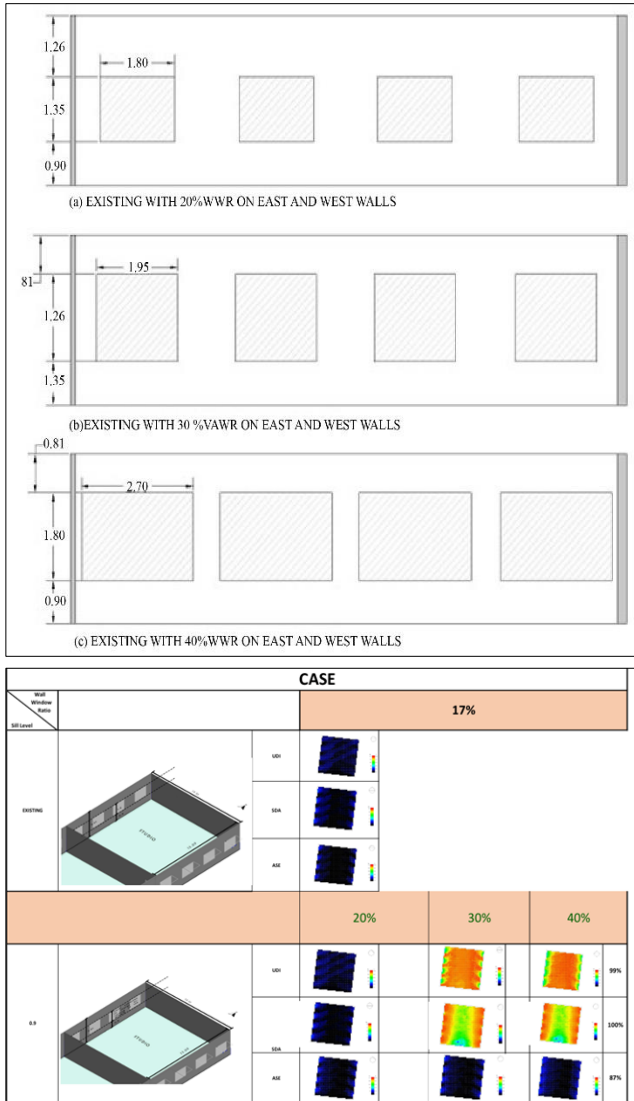 1.26
1.80
1.35
0.90
(a) EXISTING WITH 20%WWR ON EAST AND WEST WALLS
81
1.95
1.26
1.35
(b)EXISTING WITH 30 %VAWR ON EAST AND WEST WALLS
0.81
2.70
1.80
0.90
(c) EXISTING WITH 40%WWR ON EAST AND WEST WALLS
CASE
Wall
Window
Ratio
Sill Level
17%
EXISTING
STUDIO
UDI
SDA
ASE
20% 30% 40%
0.9
STUDIO
UDI
99%
SDA
100%
ASE
87%